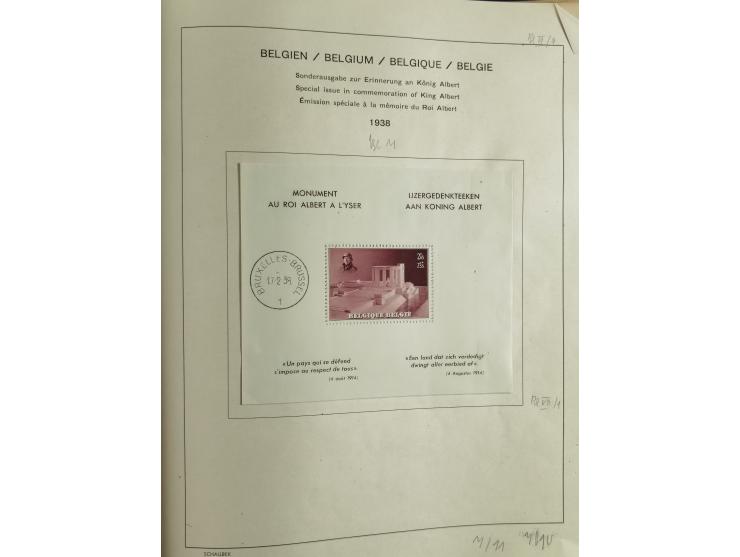 BELGIEN / BELGIUM / BELGIQUE / BELGIE
Sonderausgabe zur Erinnerung an König Albert
Special issue in commemoration of King Albert
Émission spéciale à la mémoire du Roi Albert
1938
MONUMENT
AU ROI ALBERT A L'YSER
IJZERGEDENKTEEKEN
AAN KONING ALBERT
BRUXELLES-BRUSSEL
1
BELGIQUE BELGIE
«Un pays qui se défend
s'impose au respect de tous».
(4 août 1914)
«Een land dat zich verdedigt
dwingt aller eerbied af».
(4 Augustus 1914)
SCHAUBEK